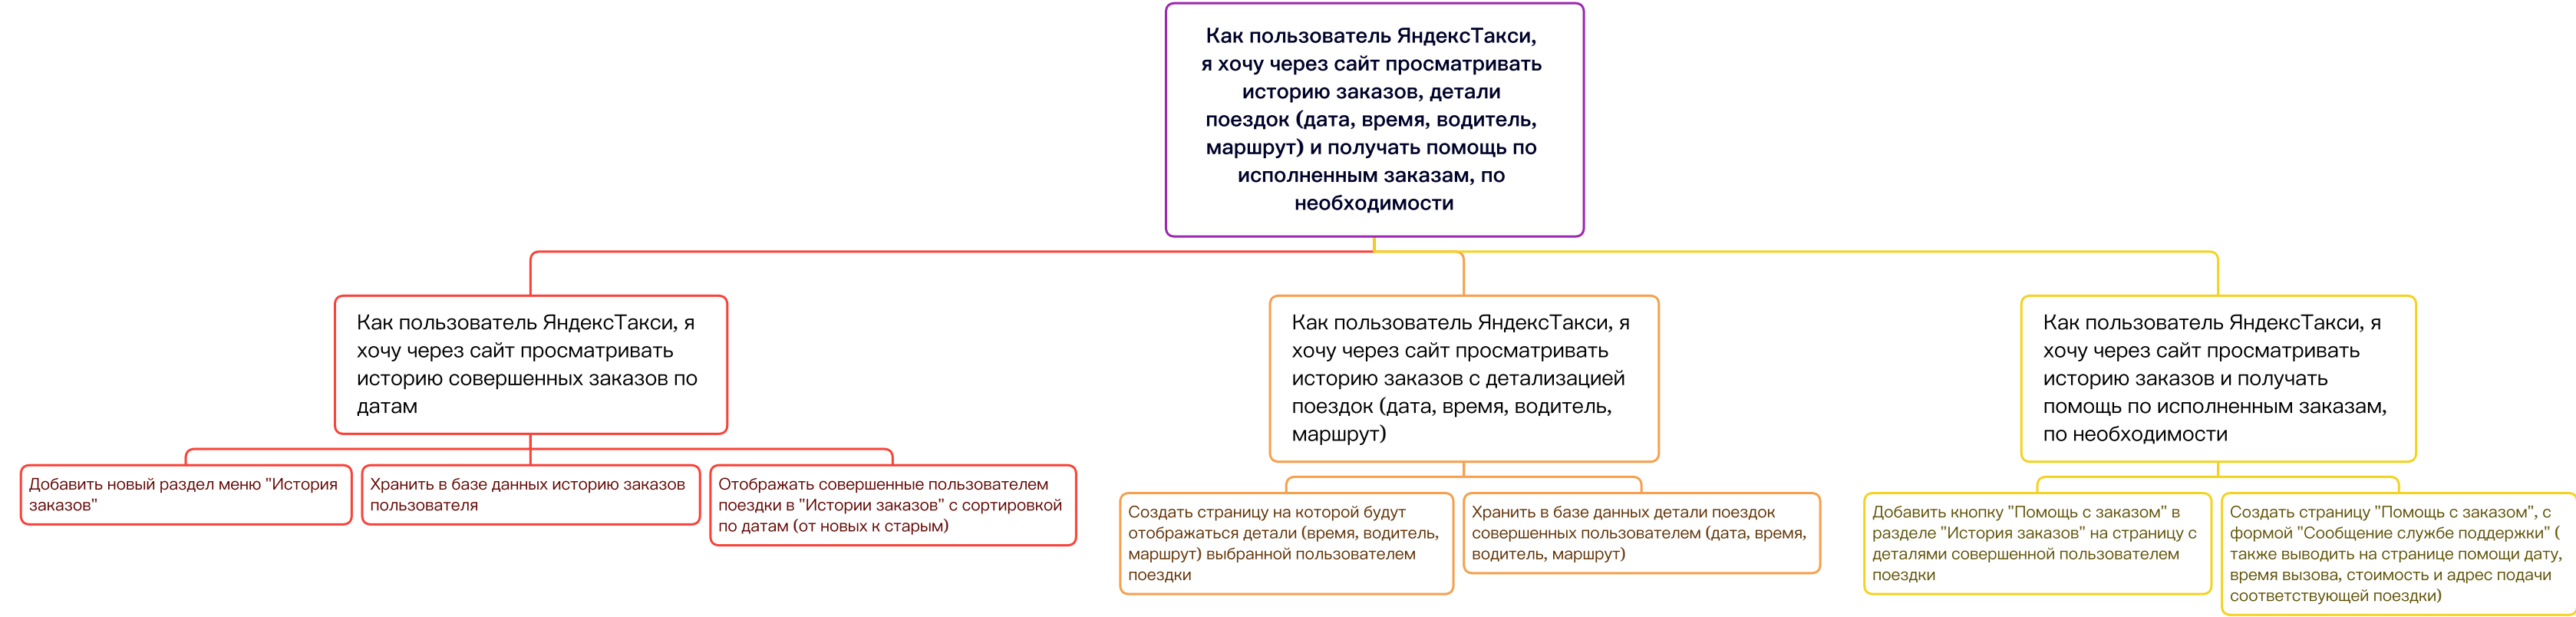 Как пользователь ЯндексТакси,
я хочу через сайт просматривать
историю заказов, детали
поездок (дата, время, водитель,
маршрут) и получать помощь по
исполненным заказам, по
необходимости
Как пользователь ЯндексТакси, я
хочу через сайт просматривать
историю совершенных заказов по
датам
Добавить новый раздел меню "История
заказов"
Хранить в базе данных историю заказов
пользователя
Отображать совершенные пользователем
поездки в "Истории заказов" с сортировкой
по датам (от новых к старым)
Как пользователь ЯндексТакси, я
хочу через сайт просматривать
историю заказов с детализацией
поездок (дата, время, водитель,
маршрут)
Создать страницу на которой будут
отображаться детали (время, водитель,
маршрут) выбранной пользователем
поездки
Хранить в базе данных детали поездок
совершенных пользователем (дата, время,
водитель, маршрут)
Как пользователь ЯндексТакси, я
хочу через сайт просматривать
историю заказов и получать
помощь по исполненным заказам,
по необходимости
Добавить кнопку "Помощь с заказом" в
разделе "История заказов" на страницу с
деталями совершенной пользователем
поездки
Создать страницу "Помощь с заказом", с
формой "Сообщение службе поддержки" (
также выводить на странице помощи дату,
время вызова, стоимость и адрес подачи
соответствующей поездки)